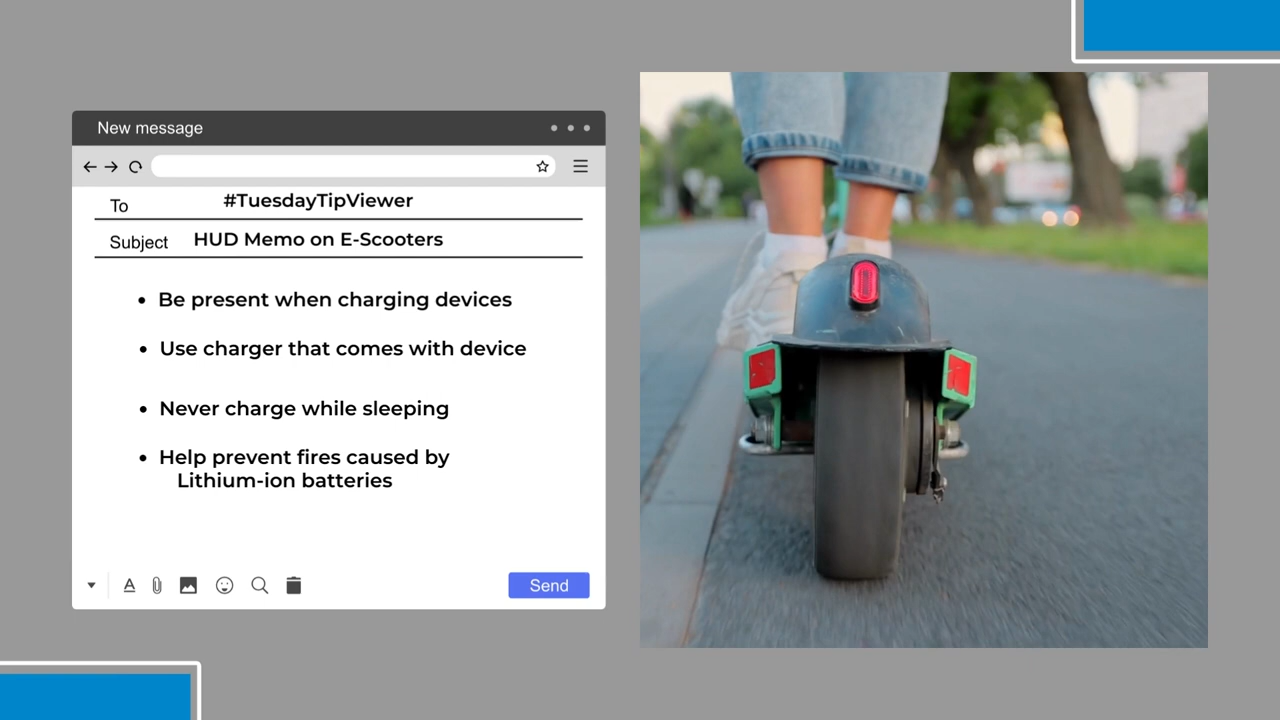 New message
To #TuesdayTipViewer
Subject HUD Memo on E-Scooters
• Be present when charging devices
• Use charger that comes with device
• Never charge while sleeping
• Help prevent fires caused by
Lithium-ion batteries
A
Send